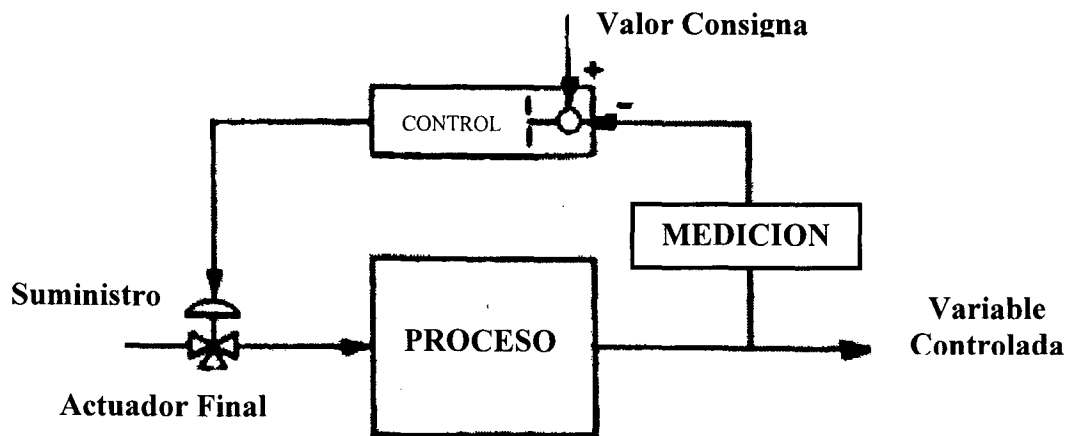 Valor Consigna
+
-
CONTROL
MEDICION
Suministro
PROCESO
Variable
Controlada
Actuador Final